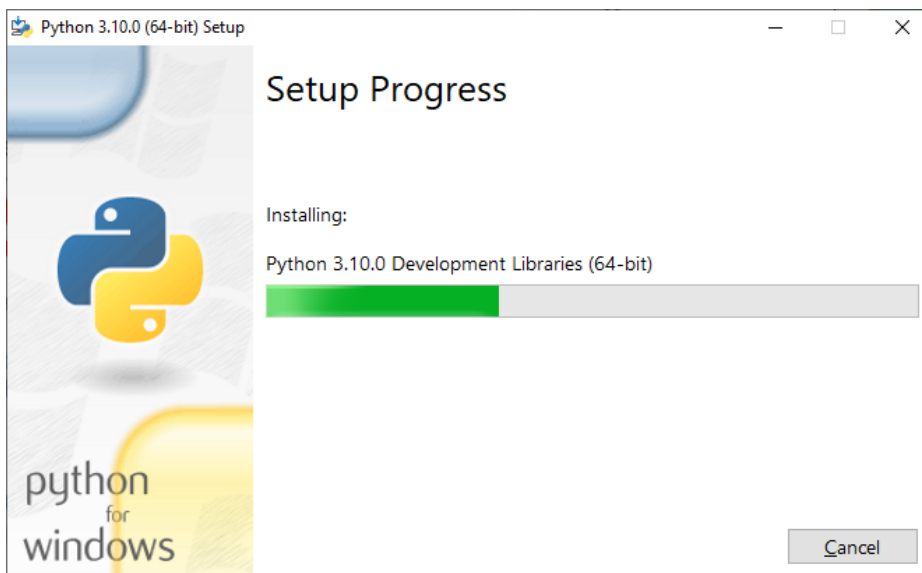 Python 3.10.0 (64-bit) Setup
Setup Progress
Installing:
Python 3.10.0 Development Libraries (64-bit)
python
for
windows
Cancel